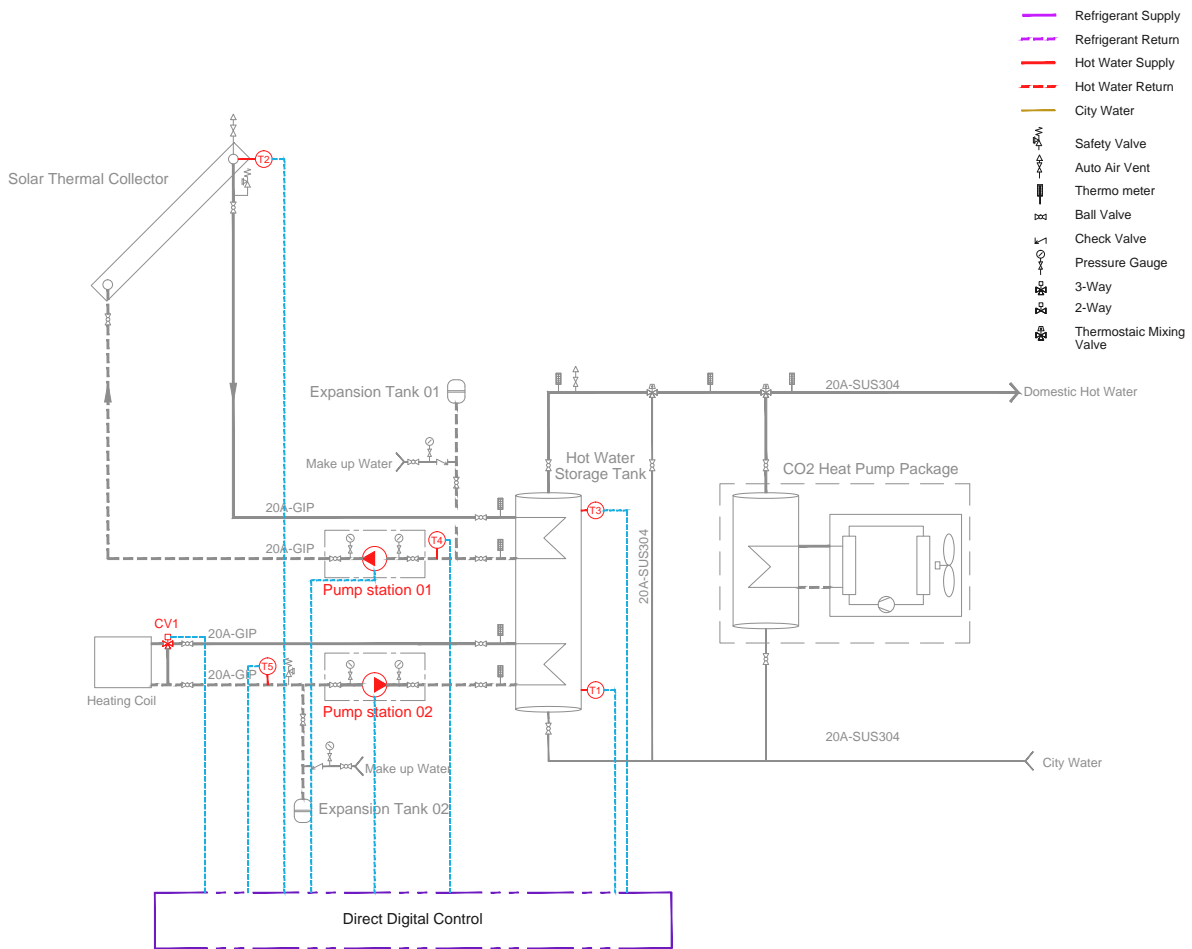 Refrigerant Supply
Refrigerant Return
Hot Water Supply
Hot Water Return
City Water
Safety Valve
Auto Air Vent
Thermo meter
Ball Valve
Check Valve
Pressure Gauge
3-Way
2-Way
Thermostaic Mixing
Valve
T2
Solar Thermal Collector
Expansion Tank 01
20A-SUS304
Domestic Hot Water
Make up Water
Hot Water
Storage Tank
CO2 Heat Pump Package
20A-GIP
T3
20A-GIP
T4
20A-SUS304
Pump station 01
CV1
20A-GIP
T5
20A-GIP
T1
Heating Coil
Pump station 02
20A-SUS304
City Water
Make up Water
Expansion Tank 02
Direct Digital Control